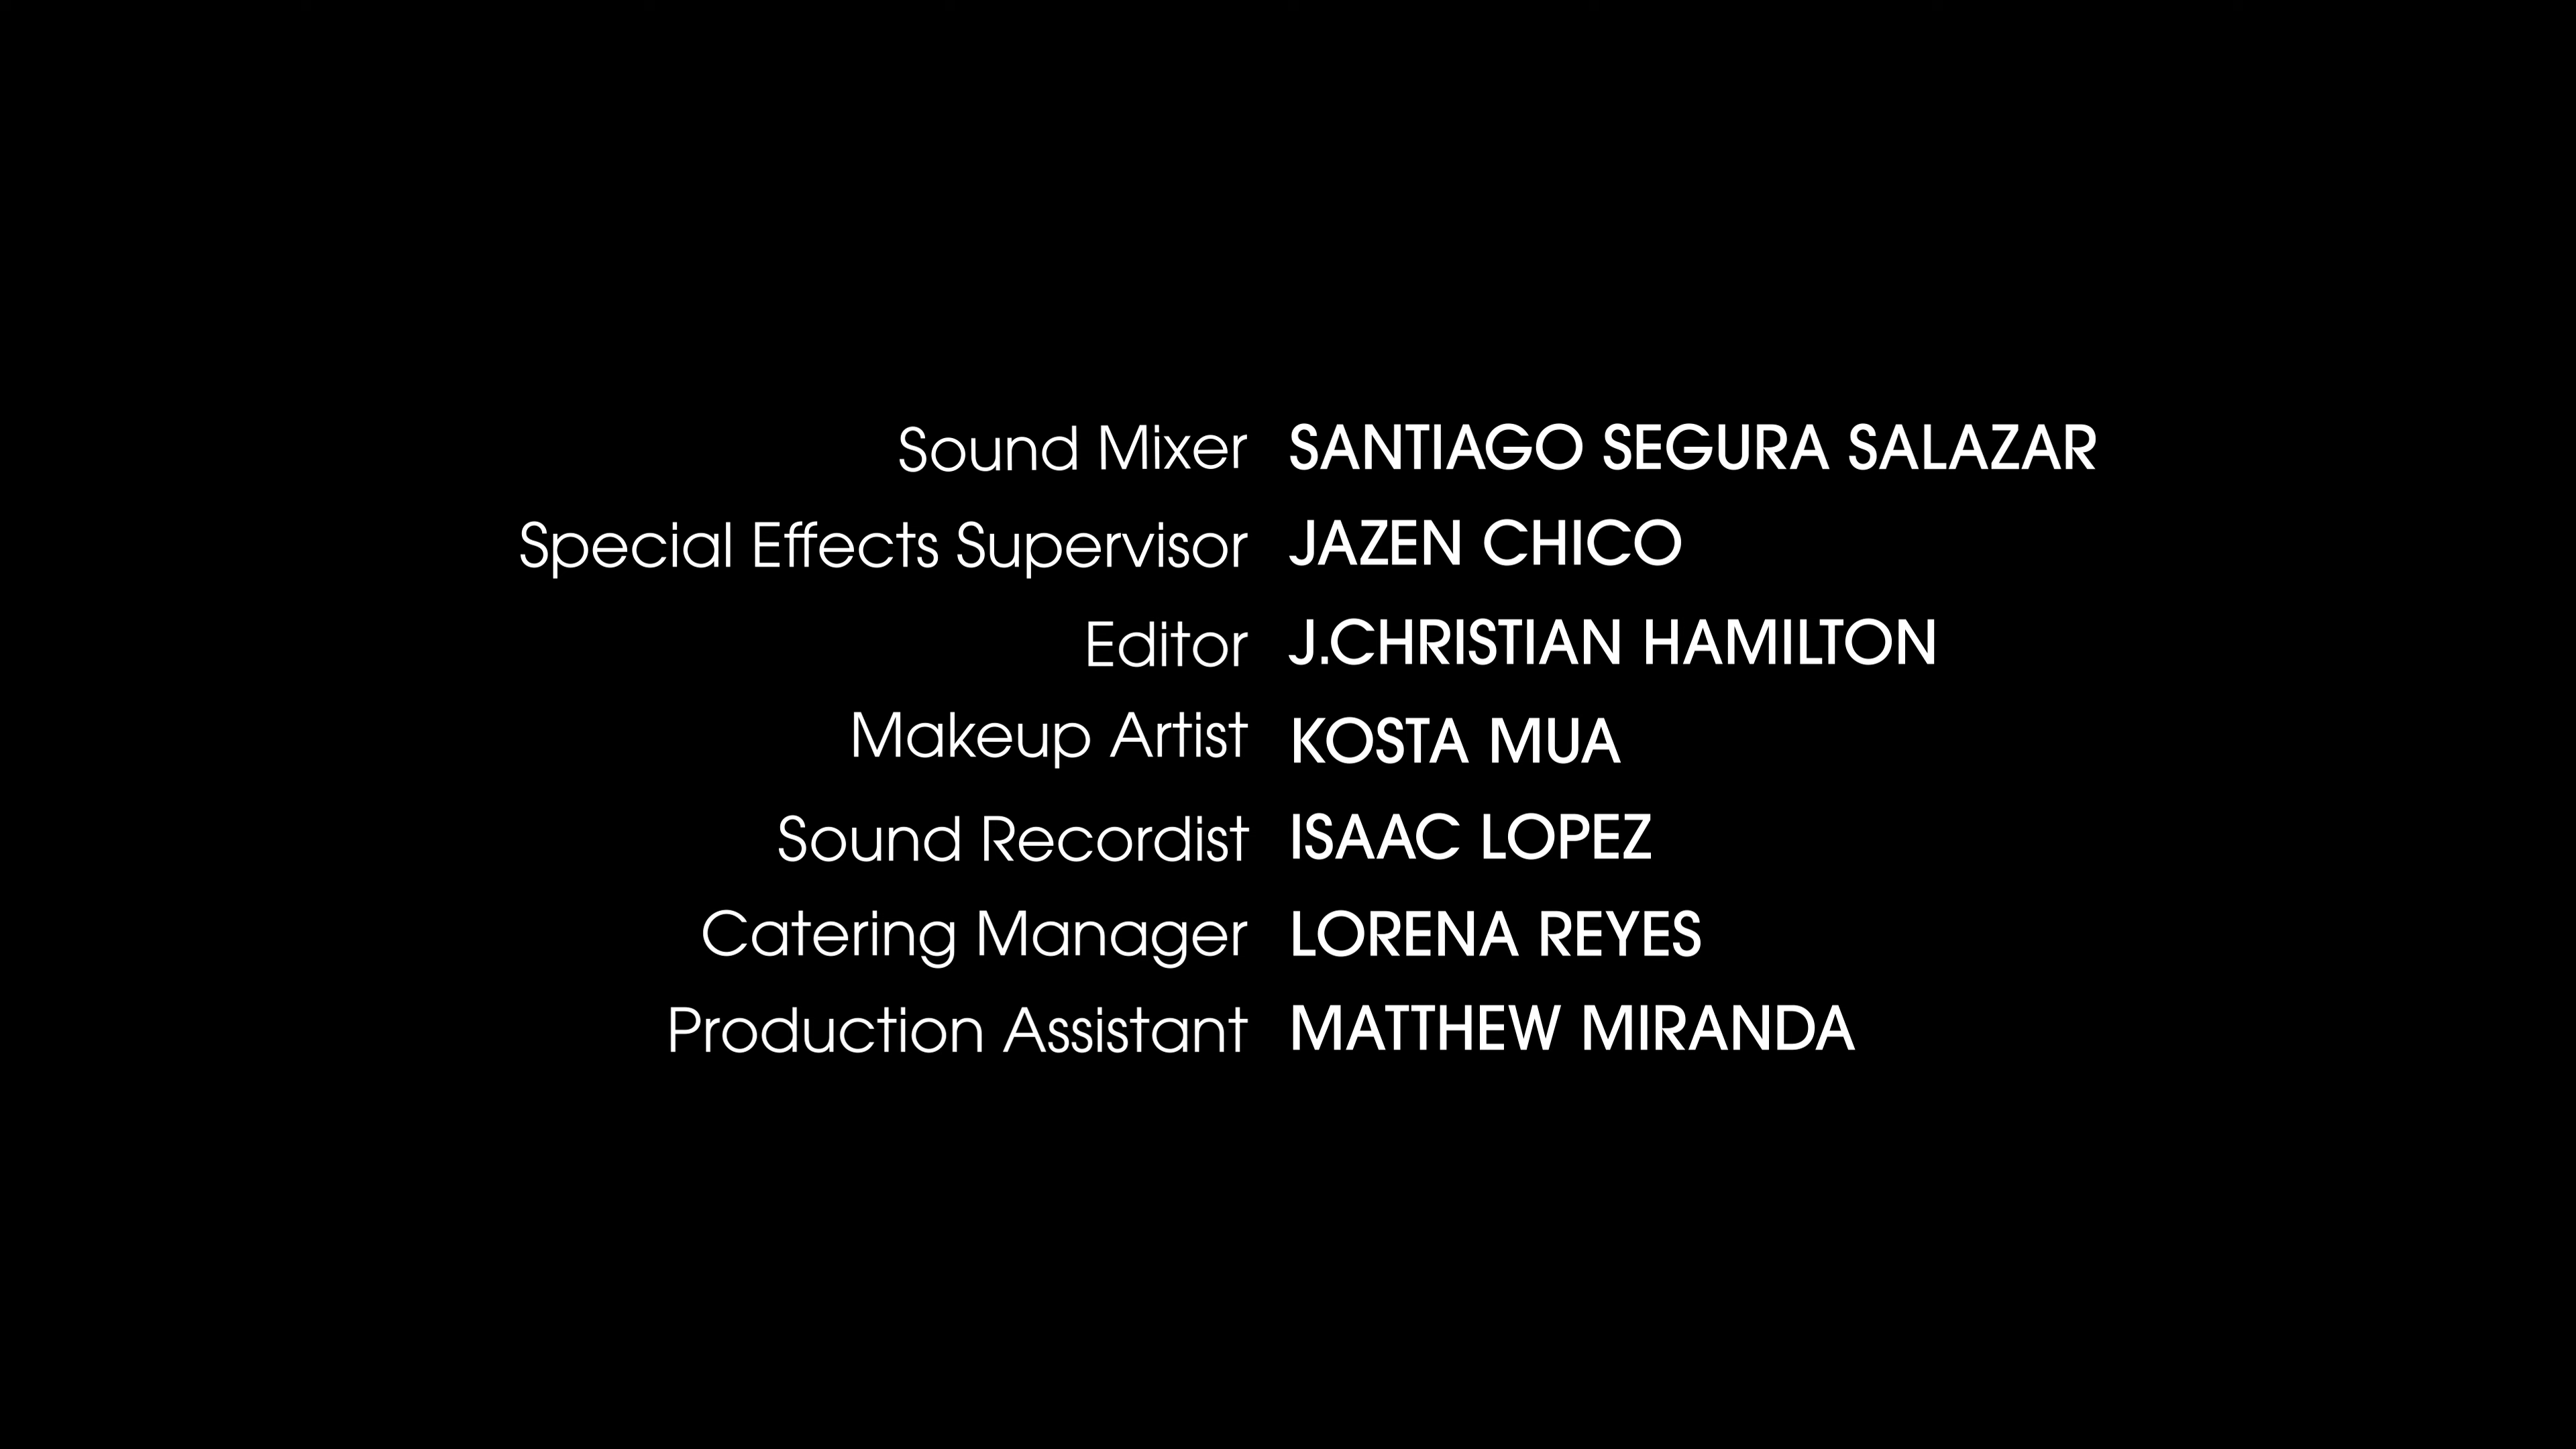 Sound Mixer SANTIAGO SEGURA SALAZAR
Special Effects Supervisor JAZEN CHICO
Editor J.CHRISTIAN HAMILTON
Makeup Artist KOSTA MUA
Sound Recordist ISAAC LOPEZ
Catering Manager LORENA REYES
Production Assistant MATTHEW MIRANDA